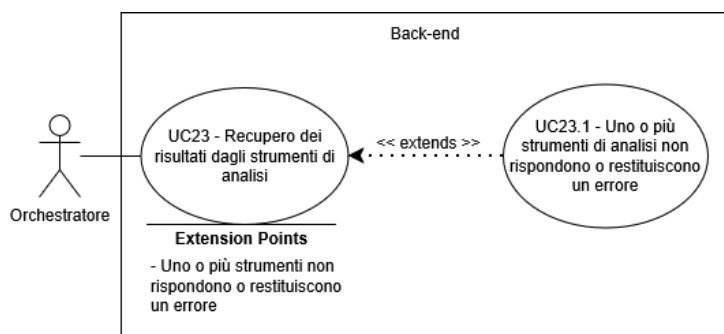 Back-end
UC23 - Recupero dei
risultati dagli strumenti di
analisi
<< extends >>
UC23.1 - Uno o più
strumenti di analisi non
rispondono o restituiscono
un errore
Orchestratore
Extension Points
- Uno o più strumenti non
rispondono o restituiscono
un errore